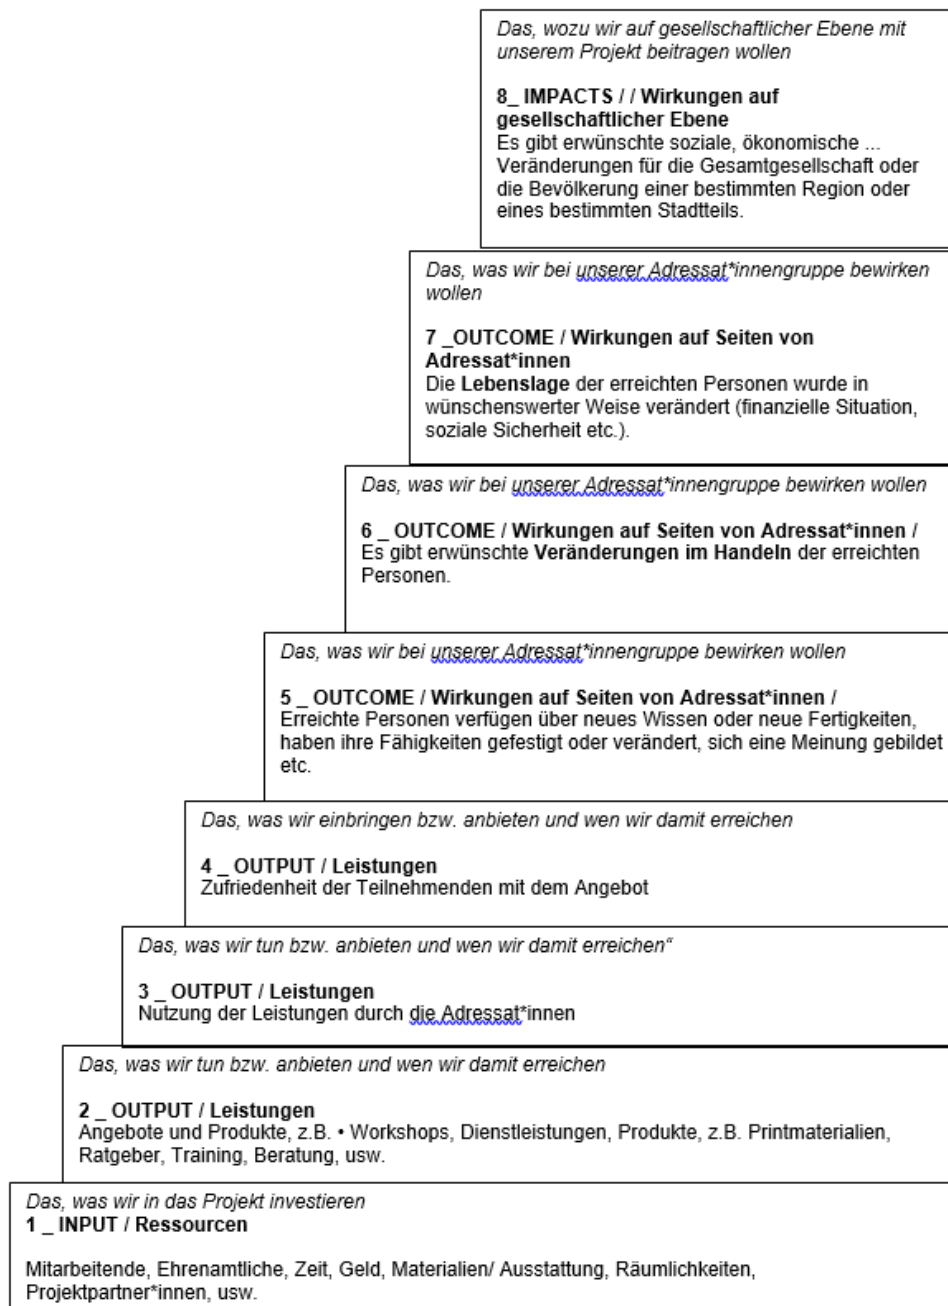 Das, wozu wir auf gesellschaftlicher Ebene mit
unserem Projekt beitragen wollen
8_ IMPACTS / / Wirkungen auf
gesellschaftlicher Ebene
Es gibt erwünschte soziale, ökonomische ...
Veränderungen für die Gesamtgesellschaft oder
die Bevölkerung einer bestimmten Region oder
eines bestimmten Stadtteils.
Das, was wir bei unserer Adressat*innengruppe bewirken
wollen
7 _OUTCOME / Wirkungen auf Seiten von
Adressat*innen
Die Lebenslage der erreichten Personen wurde in
wünschenswerter Weise verändert (finanzielle Situation,
soziale Sicherheit etc.).
Das, was wir bei unserer Adressat*innengruppe bewirken wollen
6 _ OUTCOME / Wirkungen auf Seiten von Adressat*innen /
Es gibt erwünschte Veränderungen im Handeln der erreichten
Personen.
Das, was wir bei unserer Adressat*innengruppe bewirken wollen
5 _ OUTCOME / Wirkungen auf Seiten von Adressat*innen /
Erreichte Personen verfügen über neues Wissen oder neue Fertigkeiten,
haben ihre Fähigkeiten gefestigt oder verändert, sich eine Meinung gebildet
etc.
Das, was wir einbringen bzw. anbieten und wen wir damit erreichen
4 _ OUTPUT / Leistungen
Zufriedenheit der Teilnehmenden mit dem Angebot
Das, was wir tun bzw. anbieten und wen wir damit erreichen“
3 _ OUTPUT / Leistungen
Nutzung der Leistungen durch die Adressat*innen
Das, was wir tun bzw. anbieten und wen wir damit erreichen
2 _ OUTPUT / Leistungen
Angebote und Produkte, z.B. • Workshops, Dienstleistungen, Produkte, z.B. Printmaterialien,
Ratgeber, Training, Beratung, usw.
Das, was wir in das Projekt investieren
1 _ INPUT / Ressourcen
Mitarbeitende, Ehrenamtliche, Zeit, Geld, Materialien/ Ausstattung, Räumlichkeiten,
Projektpartner*innen, usw.